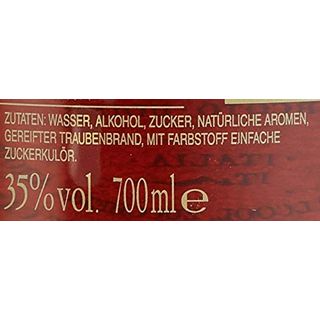 ZUTATEN: WASSER, ALKOHOL, ZUCKER, NATÜRLICHE AROMEN,
GEREIFTER TRAUBENBRAND, MIT FARBSTOFF EINFACHE
ZUCKERKULÖR.
35%vol. 700ml e